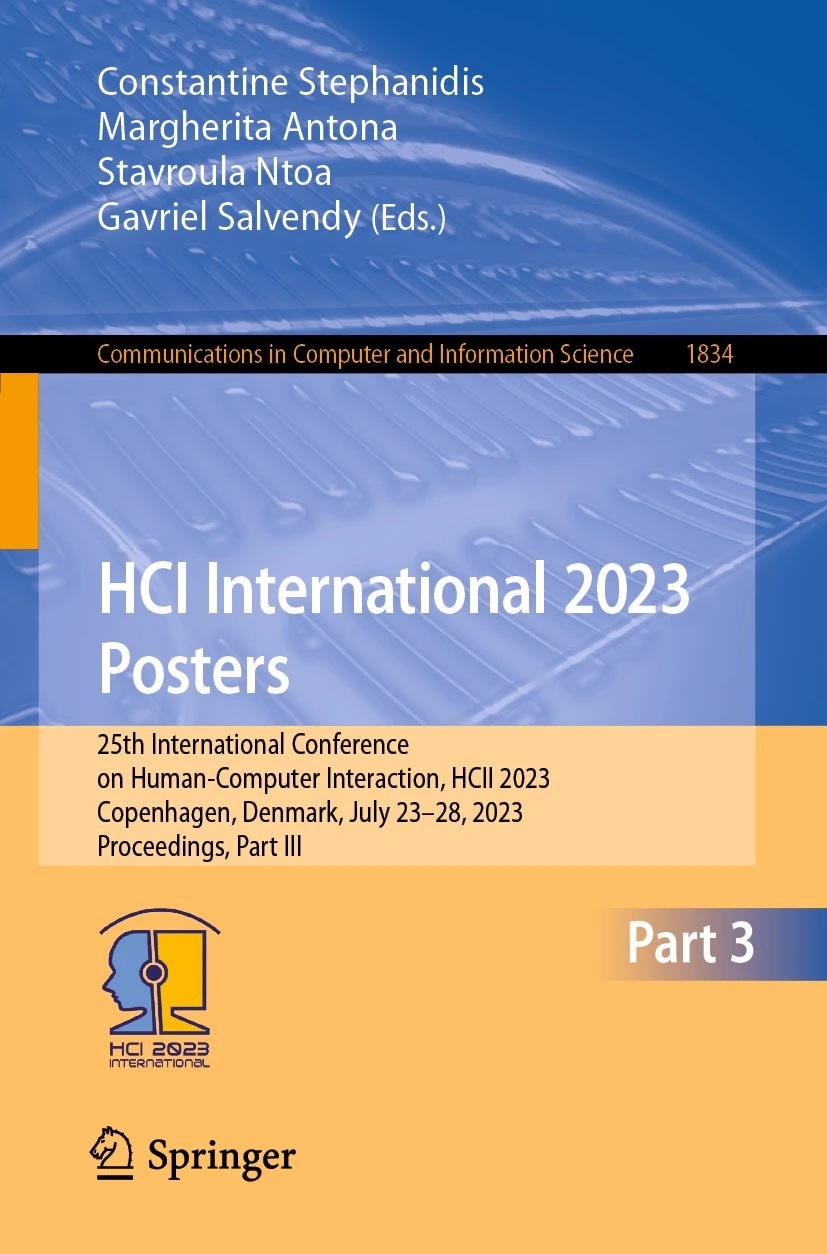 Constantine Stephanidis
Margherita Antona
Stavroula Ntoa
Gavriel Salvendy (Eds.)
Communications in Computer and Information Science 1834
HCI International 2023
Posters
25th International Conference
on Human-Computer Interaction, HCII 2023
Copenhagen, Denmark, July 23–28, 2023
Proceedings, Part III
Part 3
HCI 2023
INTERNATIONAL
Springer